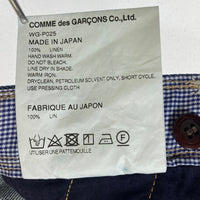 COMME des GARÇONS Co.,Ltd.
WG-P025
MADE IN JAPAN
100% LINEN
HAND WASH WARM.
DO NOT BLEACH.
LINE DRY IN SHADE.
WARM IRON.
DRYCLEAN, PETROLEUM SOLVENT ONLY, SHORT CYCLE.
USE A PRESSING CLOTH.
FABRIQUE AU JAPON
100% LIN
UTILISER UNE PATTEMOUILLE